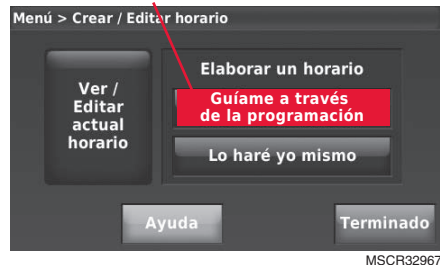 Menú > Crear / Editar horario
Ver /
Editar
actual
horario
Elaborar un horario
Guíame a través
de la programación
Lo haré yo mismo
Ayuda
Terminado
MSCR32967